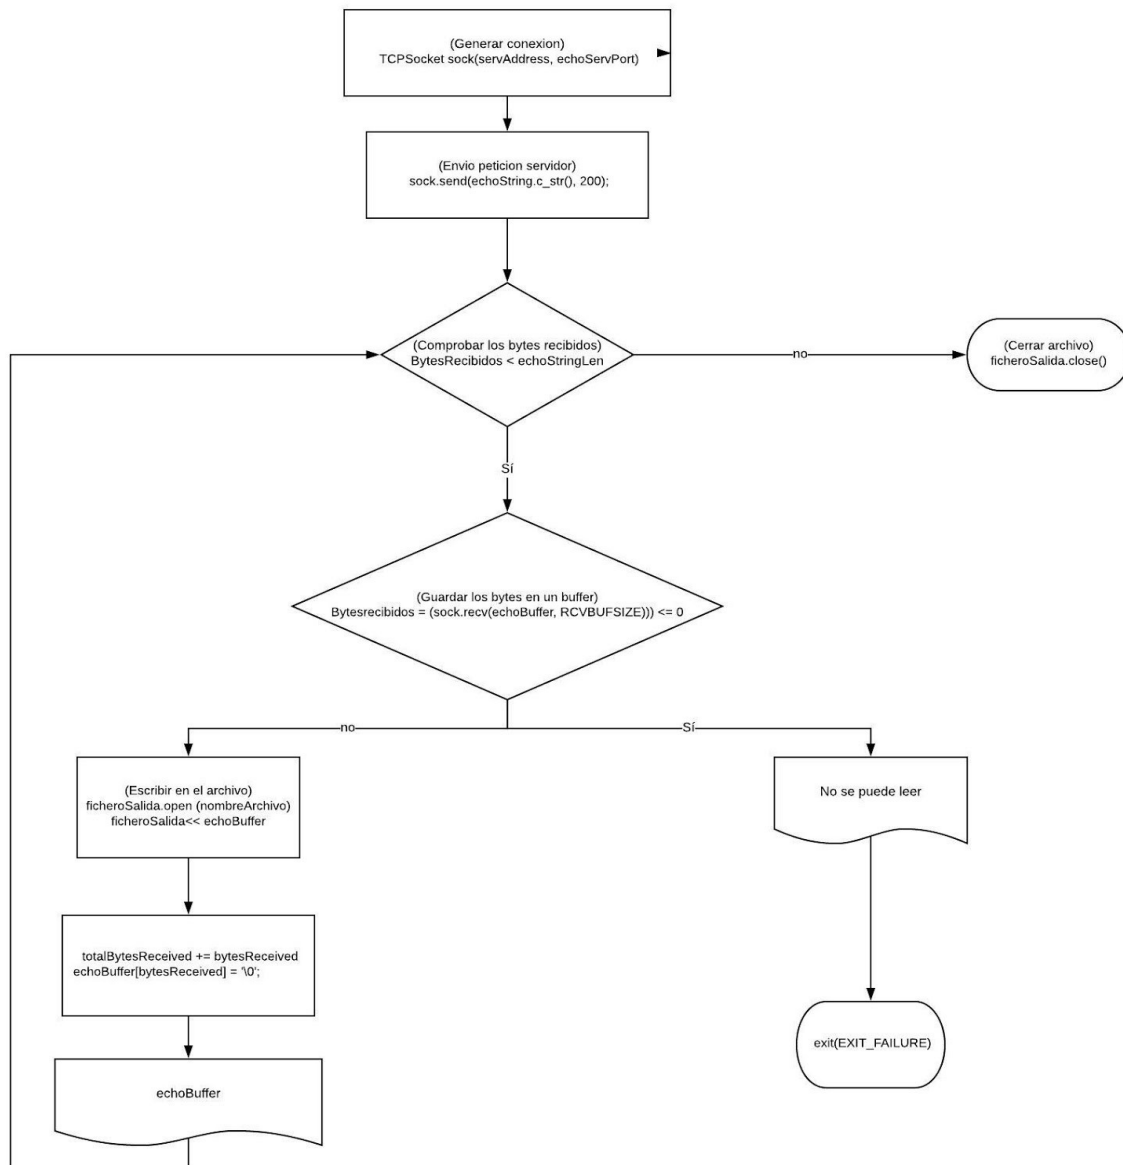 (Generar conexion)
TCPSocket sock(servAddress, echoServPort)
(Envio peticion servidor)
sock.send(echoString.c_str(), 200);
(Comprobar los bytes recibidos)
BytesRecibidos < echoStringLen
no
(Cerrar archivo)
ficheroSalida.close()
Sí
(Guardar los bytes en un buffer)
Bytesrecibidos = (sock.recv(echoBuffer, RCVBUFSIZE))) <= 0
no
Sí
(Escribir en el archivo)
ficheroSalida.open (nombreArchivo)
ficheroSalida<< echoBuffer
No se puede leer
totalBytesReceived += bytesReceived
echoBuffer[bytesReceived] = '\0';
exit(EXIT_FAILURE)
echoBuffer